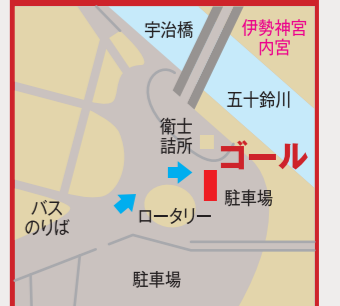 宇治橋
伊勢神宮
内宮
五十鈴川
衛士
詰所
ゴール
駐車場
バス
のりば
ロータリー
駐車場